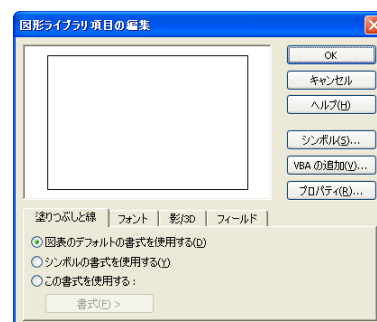 図形ライブラリ項目の編集
OK
キャンセル
ヘルプ(H)
シンボル(S)...
VBA の追加(V)...
プロパティ(R)...
塗りつぶしと線 フォント 影/3D フィールド
図表のデフォルトの書式を使用する(D)
シンボルの書式を使用する(Y)
この書式を使用する :
書式(F) >